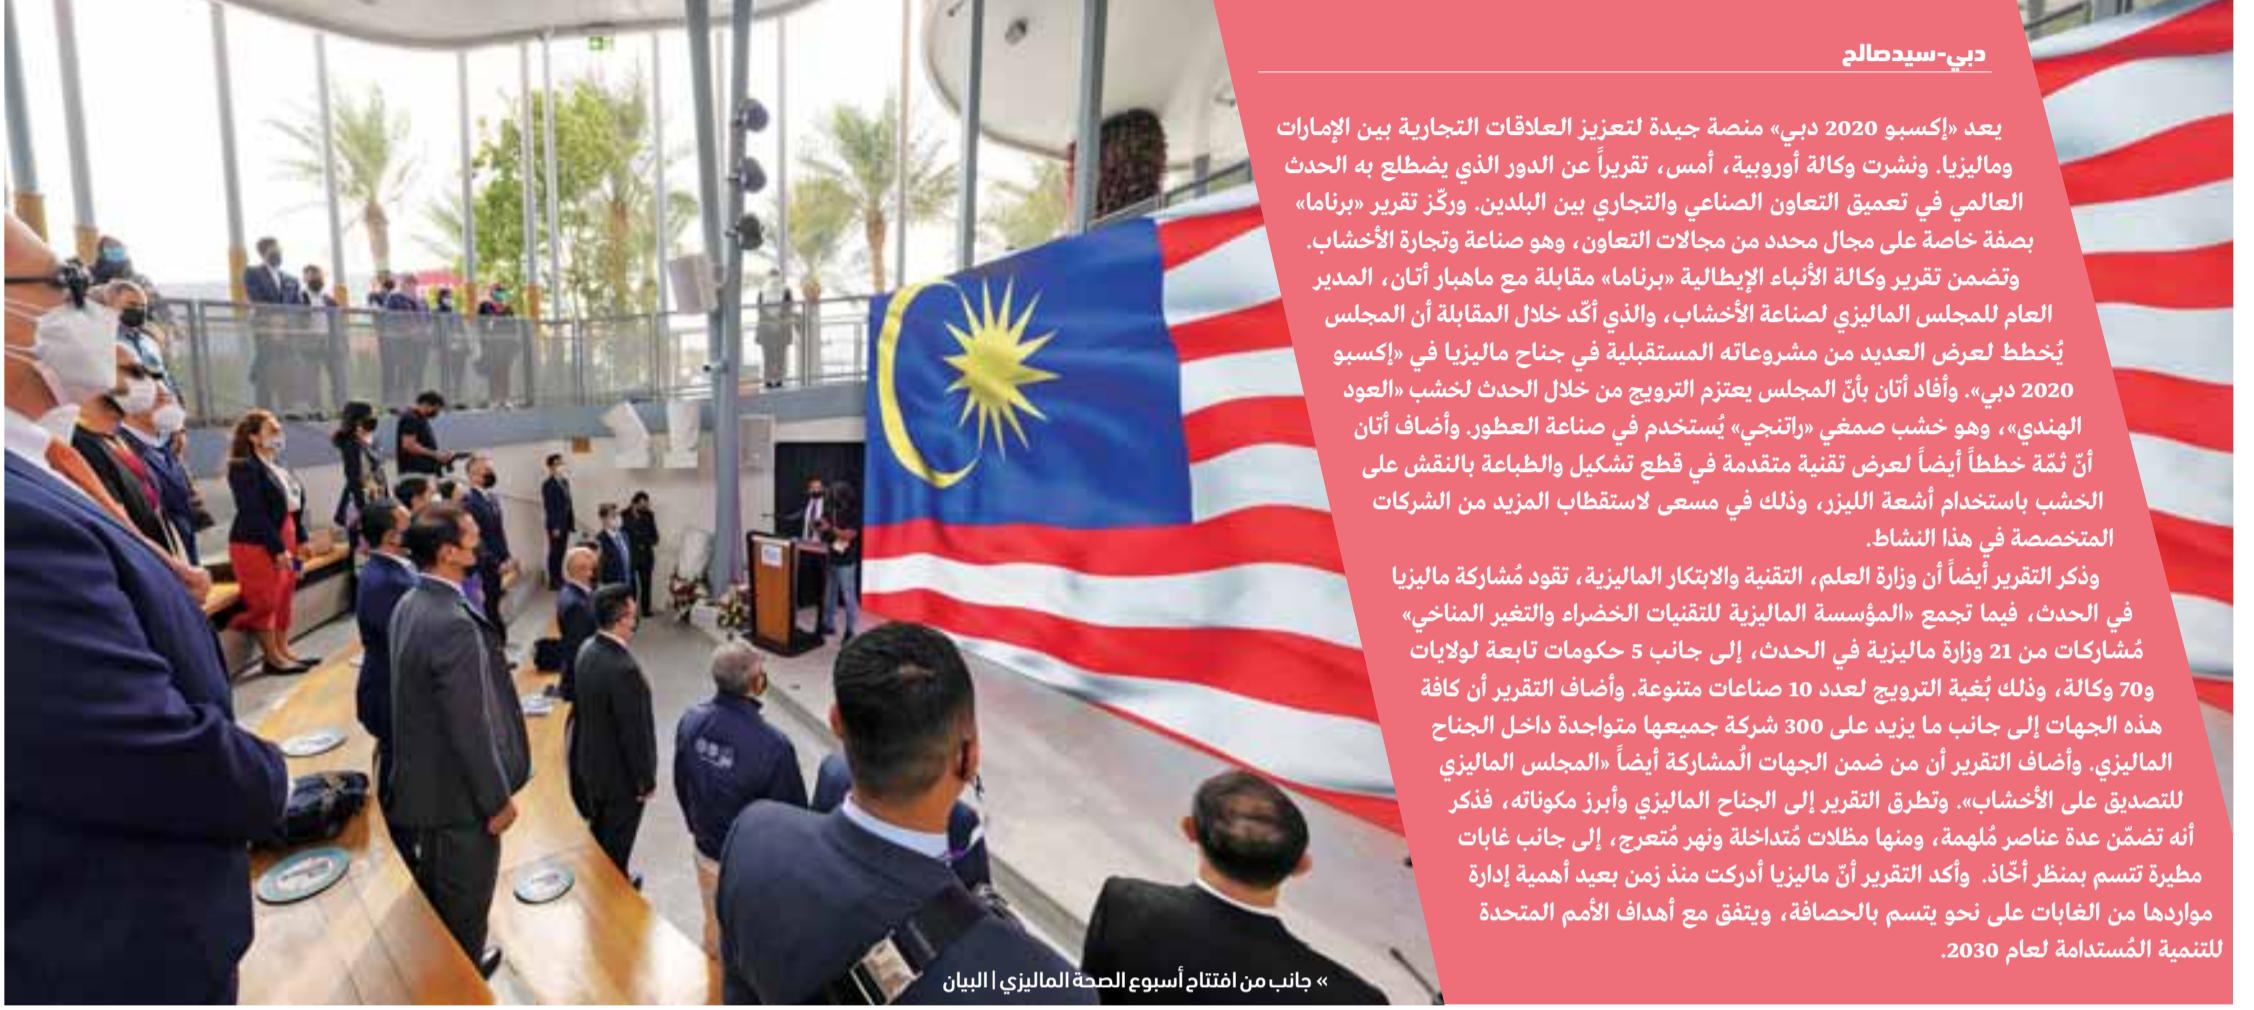 دبي-سيدصالح
يعد «إكسبو 2020 دبي» منصة جيدة لتعزيز العلاقات التجارية بين الإمارات
وماليزيا. ونشرت وكالة أوروبية، أمس، تقريراً عن الدور الذي يضطلع به الحدث
العالمي في تعميق التعاون الصناعي والتجاري بين البلدين. وركّز تقرير «برناما»
بصفة خاصة على مجال محدد من مجالات التعاون، وهو صناعة وتجارة الأخشاب.
وتضمن تقرير وكالة الأنباء الإيطالية «برناما» مقابلة مع ماهبار أتان، المدير
العام للمجلس الماليزي لصناعة الأخشاب، والذي أكّد خلال المقابلة أن المجلس
يُخطط لعرض العديد من مشروعاته المستقبلية في جناح ماليزيا في «إكسبو
2020 دبي». وأفاد أتان بأنّ المجلس يعتزم الترويج من خلال الحدث لخشب «العود
الهندي»، وهو خشب صمغي «راتنجي» يُستخدم في صناعة العطور. وأضاف أتان
أنّ ثمّة خططاً أيضاً لعرض تقنية متقدمة في قطع تشكيل والطباعة بالنقش على
الخشب باستخدام أشعة الليزر، وذلك في مسعى لاستقطاب المزيد من الشركات
المتخصصة في هذا النشاط.
وذكر التقرير أيضاً أن وزارة العلم، التقنية والابتكار الماليزية، تقود مُشاركة ماليزيا
في الحدث، فيما تجمع «المؤسسة الماليزية للتقنيات الخضراء والتغير المناخي»
مُشاركات من 21 وزارة ماليزية في الحدث، إلى جانب 5 حكومات تابعة لولايات
و70 وكالة، وذلك بُغية الترويج لعدد 10 صناعات متنوعة. وأضاف التقرير أن كافة
هذه الجهات إلى جانب ما يزيد على 300 شركة جميعها متواجدة داخل الجناح
الماليزي. وأضاف التقرير أن من ضمن الجهات الُمشاركة أيضاً «المجلس الماليزي
للتصديق على الأخشاب». وتطرق التقرير إلى الجناح الماليزي وأبرز مكوناته، فذكر
أنه تضمّن عدة عناصر مُلهمة، ومنها مظلات مُتداخلة ونهر مُتعرج، إلى جانب غابات
مطيرة تتسم بمنظر أخّاذ. وأكد التقرير أنّ ماليزيا أدركت منذ زمن بعيد أهمية إدارة
مواردها من الغابات على نحو يتسم بالحصافة، ويتفق مع أهداف الأمم المتحدة
للتنمية المُستدامة لعام 2030.
» جانب من افتتاح أسبوع الصحة الماليزي | البيان